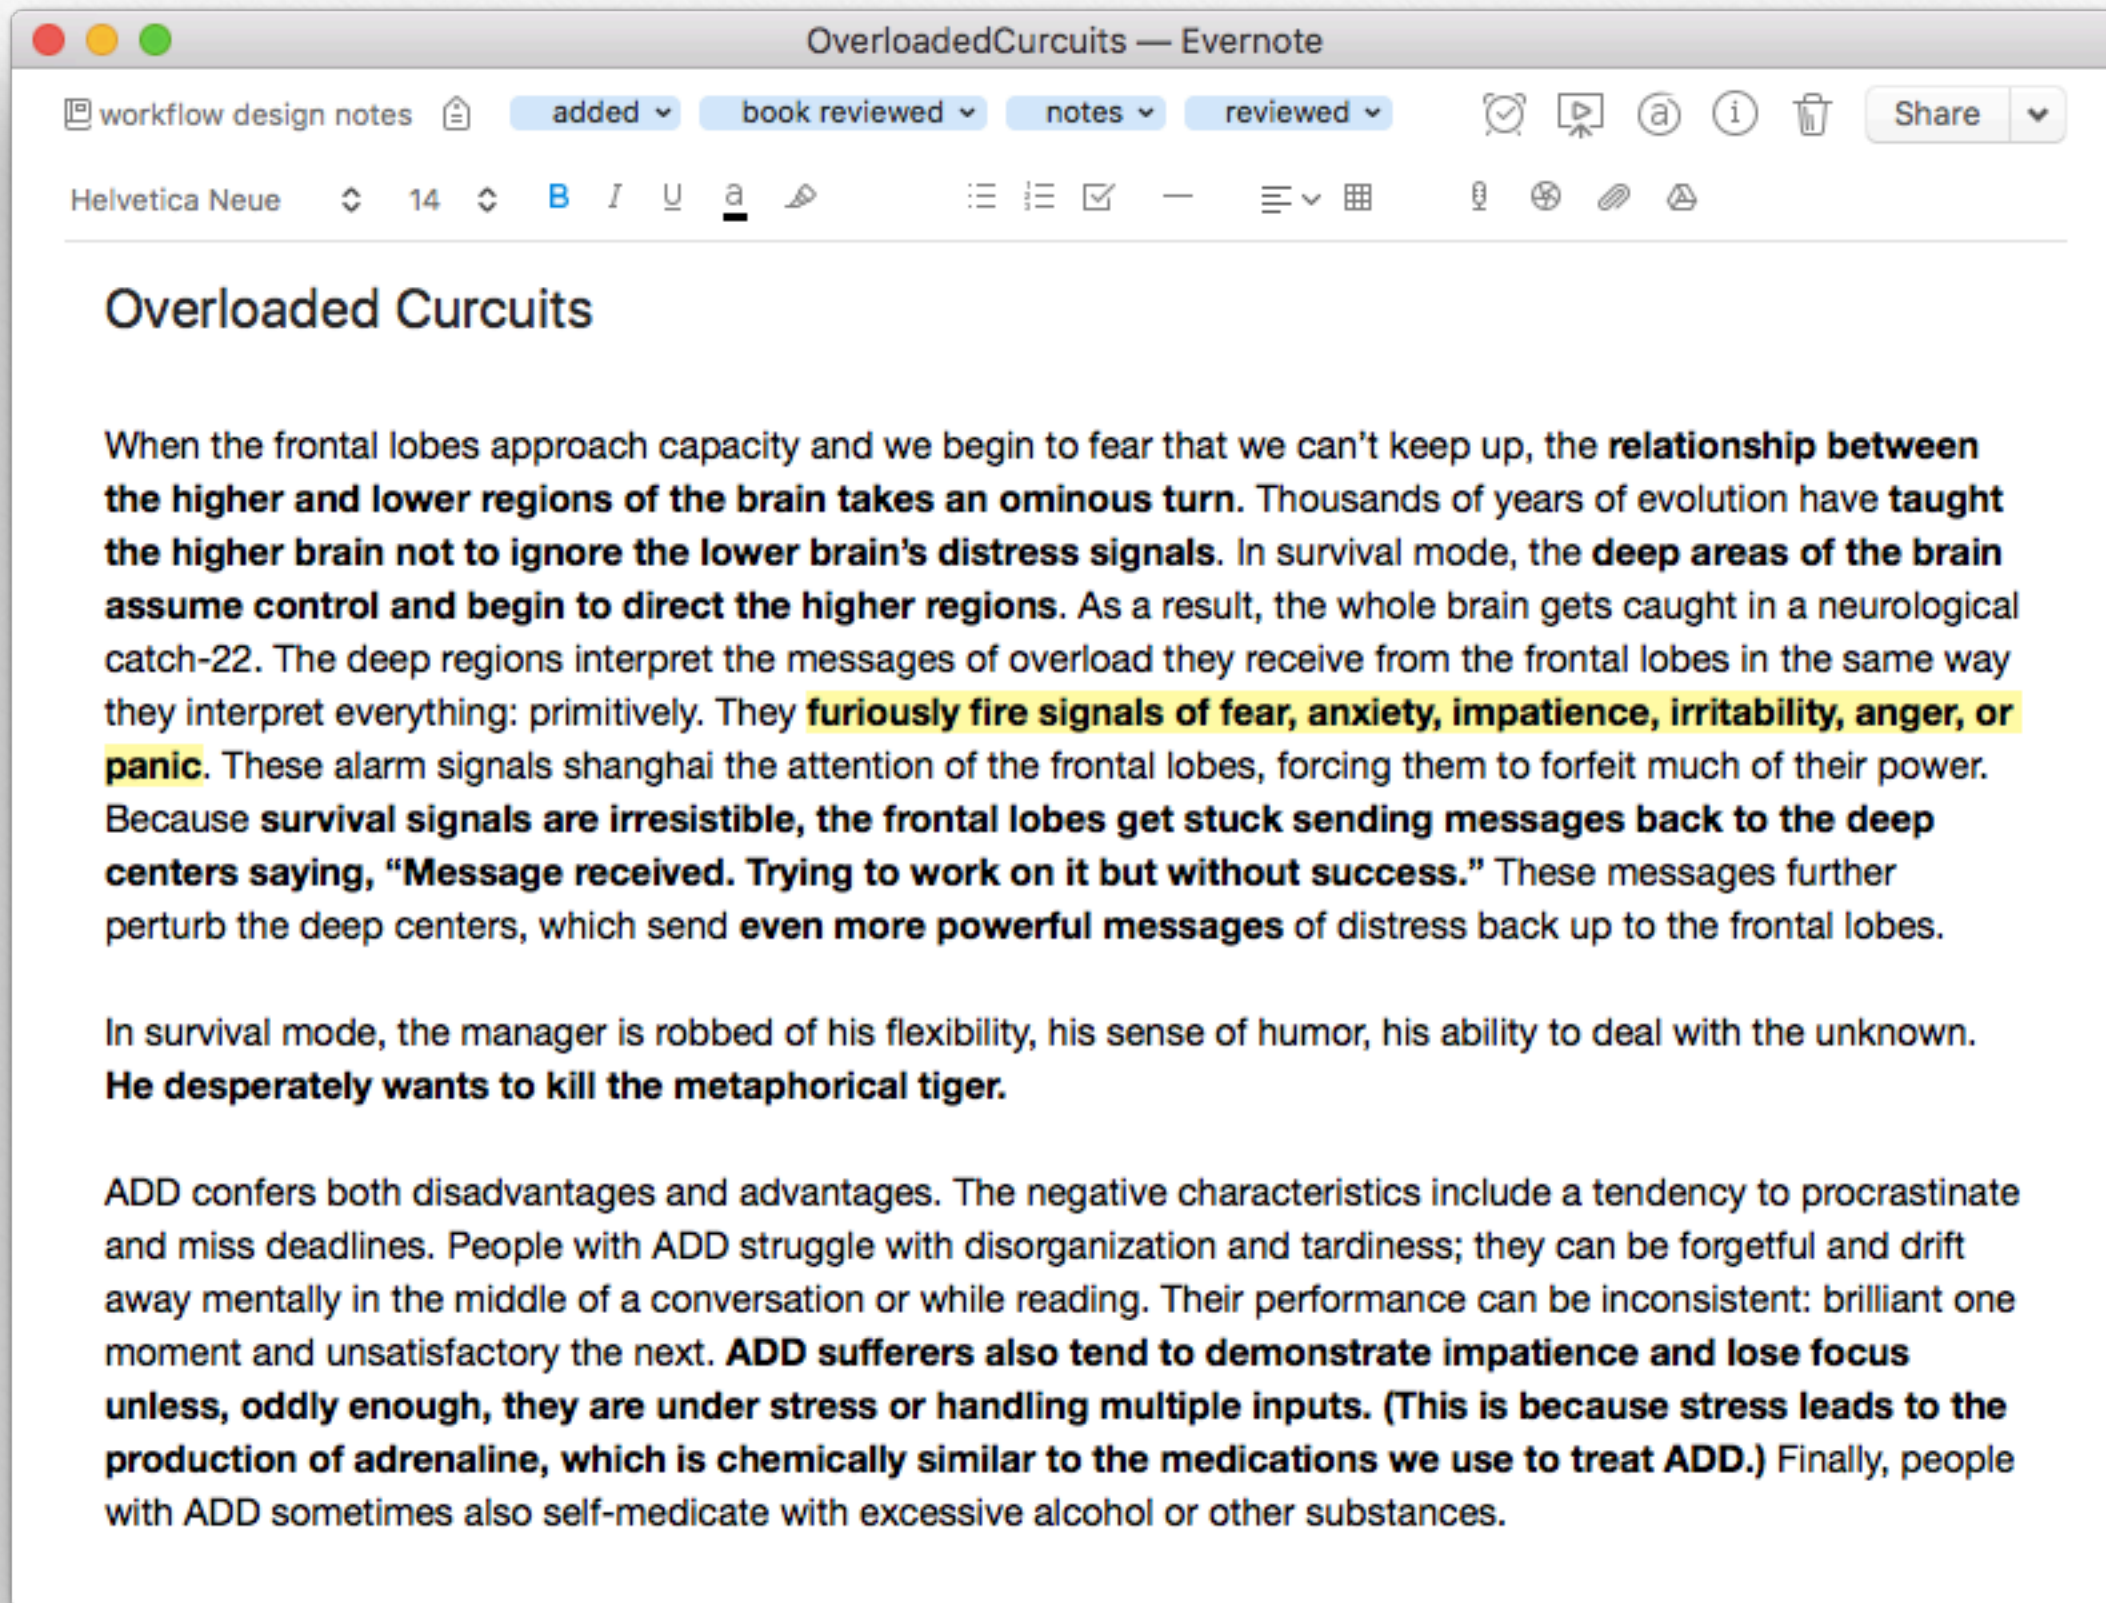 OverloadedCurcuits — Evernote
workflow design notes added book reviewed notes reviewed a i Share
Helvetica Neue 14 B I U a
Overloaded Curcuits
When the frontal lobes approach capacity and we begin to fear that we can’t keep up, the relationship between
the higher and lower regions of the brain takes an ominous turn. Thousands of years of evolution have taught
the higher brain not to ignore the lower brain’s distress signals. In survival mode, the deep areas of the brain
assume control and begin to direct the higher regions. As a result, the whole brain gets caught in a neurological
catch-22. The deep regions interpret the messages of overload they receive from the frontal lobes in the same way
they interpret everything: primitively. They furiously fire signals of fear, anxiety, impatience, irritability, anger, or
panic. These alarm signals shanghai the attention of the frontal lobes, forcing them to forfeit much of their power.
Because survival signals are irresistible, the frontal lobes get stuck sending messages back to the deep
centers saying, “Message received. Trying to work on it but without success.” These messages further
perturb the deep centers, which send even more powerful messages of distress back up to the frontal lobes.
In survival mode, the manager is robbed of his flexibility, his sense of humor, his ability to deal with the unknown.
He desperately wants to kill the metaphorical tiger.
ADD confers both disadvantages and advantages. The negative characteristics include a tendency to procrastinate
and miss deadlines. People with ADD struggle with disorganization and tardiness; they can be forgetful and drift
away mentally in the middle of a conversation or while reading. Their performance can be inconsistent: brilliant one
moment and unsatisfactory the next. ADD sufferers also tend to demonstrate impatience and lose focus
unless, oddly enough, they are under stress or handling multiple inputs. (This is because stress leads to the
production of adrenaline, which is chemically similar to the medications we use to treat ADD.) Finally, people
with ADD sometimes also self-medicate with excessive alcohol or other substances.